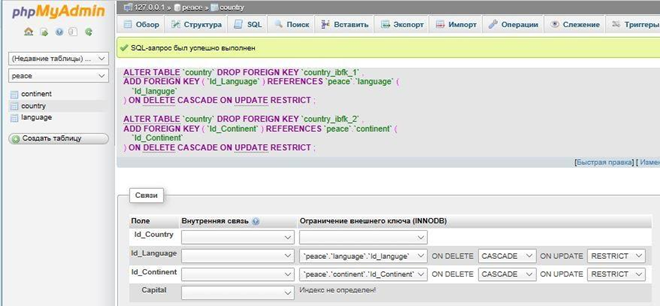 phpMyAdmin
127.0.0.1 » peace » country
Обзор Структура SQL Поиск Вставить Экспорт Импорт Операции Слежение Триггеры
(Недавние таблицы) ...
peace
continent
country
language
Создать таблицу
SQL-запрос был успешно выполнен
ALTER TABLE `country` DROP FOREIGN KEY `country_ibfk_1` ,
ADD FOREIGN KEY ( `Id_Language` ) REFERENCES `peace`.`language` (
`Id_languge`
) ON DELETE CASCADE ON UPDATE RESTRICT ;
ALTER TABLE `country` DROP FOREIGN KEY `country_ibfk_2` ,
ADD FOREIGN KEY ( `Id_Continent` ) REFERENCES `peace`.`continent` (
`Id_Continent`
) ON DELETE CASCADE ON UPDATE RESTRICT ;
[Быстрая правка] [ Измен
Связи
Поле Внутренняя связь Ограничение внешнего ключа (INNODB)
Id_Country
Id_Language `peace`.`language`.`Id_languge` ON DELETE CASCADE ON UPDATE RESTRICT
Id_Continent `peace`.`continent`.`Id_Continent` ON DELETE CASCADE ON UPDATE RESTRICT
Capital Индекс не определен!